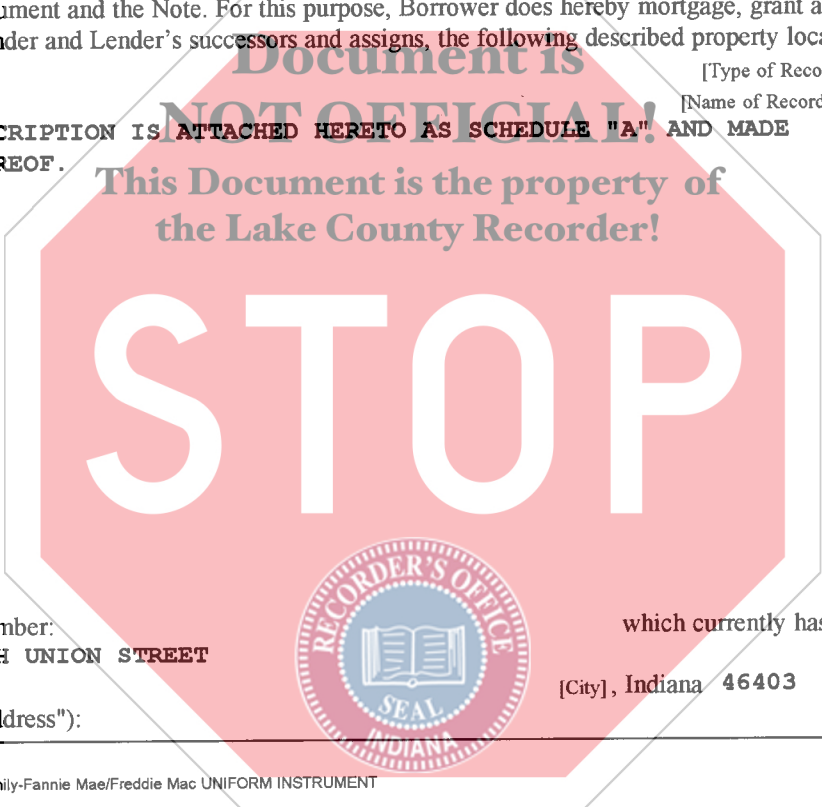 ument and the Note. For this purpose, Borrower does hereby mortgage, grant a
nder and Lender's successors and assigns, the following described property loca
Document is
[Type of Reco
NOT OFFICIAL!
[Name of Record
CRIPTION IS ATTACHED HERETO AS SCHEDULE "A" AND MADE
REOF.
This Document is the property of
the Lake County Recorder!
STOP
RECORDER'S OFFICE
SEAL
INDIANA
mber:
which currently has
H UNION STREET
[City], Indiana 46403
ddress"):
nily-Fannie Mae/Freddie Mac UNIFORM INSTRUMENT